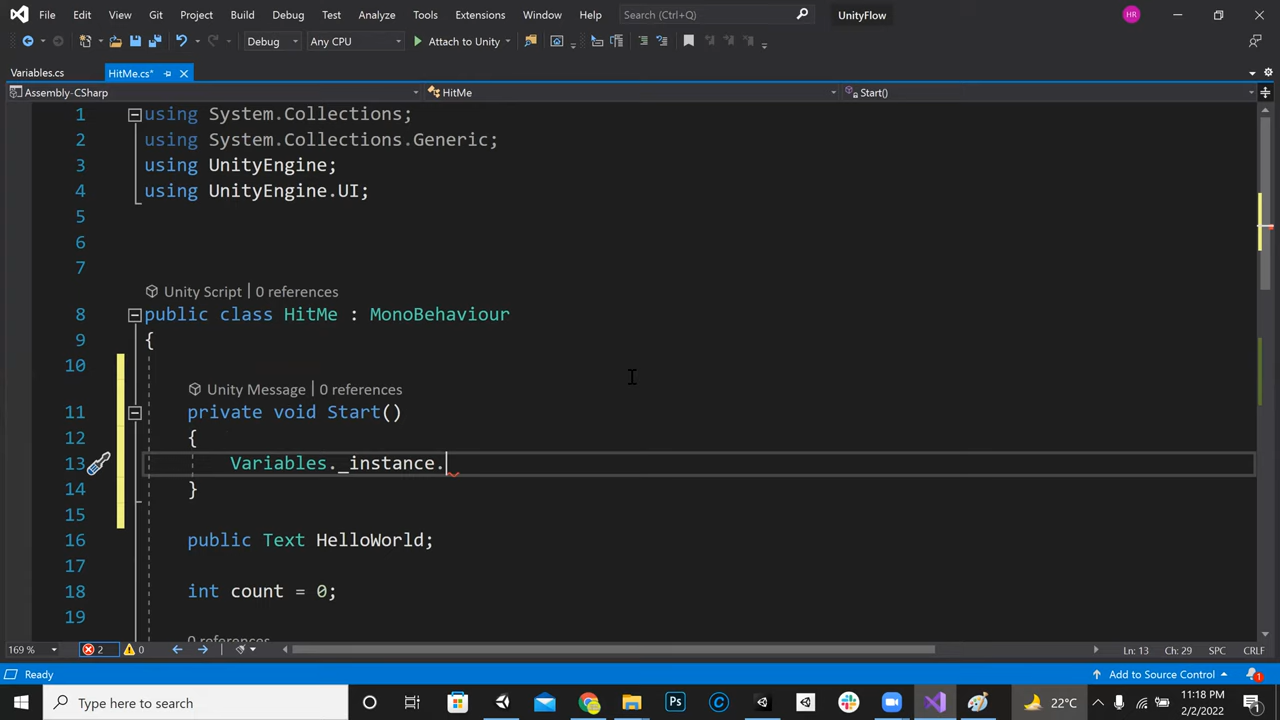 File Edit View Git Project Build Debug Test Analyze Tools Extensions Window Help Search (Ctrl+Q) UnityFlow HR
Debug Any CPU Attach to Unity
Variables.cs HitMe.cs*
Assembly-CSharp HitMe Start()
1 using System.Collections;
2 using System.Collections.Generic;
3 using UnityEngine;
4 using UnityEngine.UI;
5
6
7
Unity Script | 0 references
8 public class HitMe : MonoBehaviour
9 {
10
Unity Message | 0 references
11 private void Start()
12 {
13 Variables._instance.
14 }
15
16 public Text HelloWorld;
17
18 int count = 0;
19
0 references
169 % 2 0 Ln: 13 Ch: 29 SPC CRLF
Ready Add to Source Control 1
Type here to search 22°C 11:18 PM
2/2/2022 1